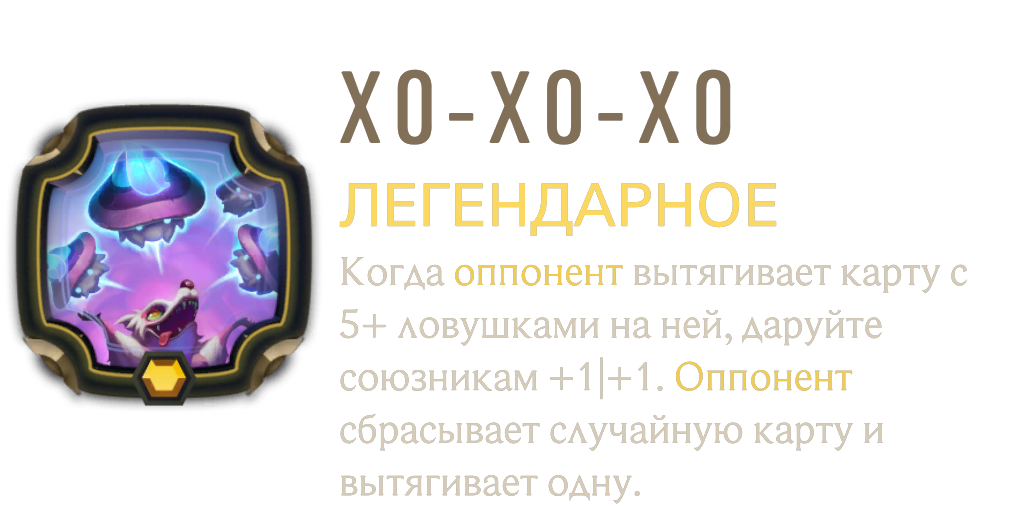 ХО-ХО-ХО
ЛЕГЕНДАРНОЕ
Когда оппонент вытягивает карту с
5+ ловушками на ней, даруйте
союзникам +1|+1. Оппонент
сбрасывает случайную карту и
вытягивает одну.